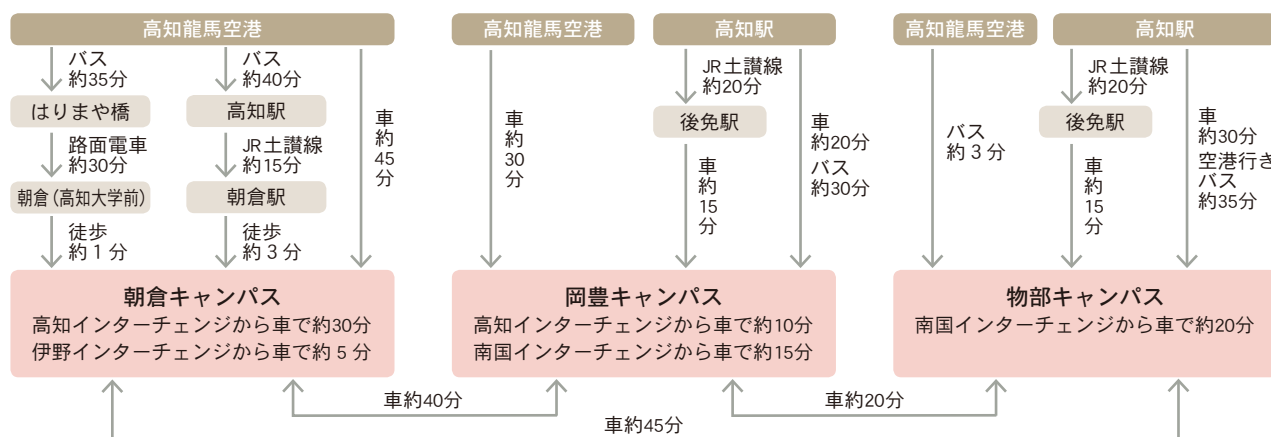 高知龍馬空港
バス
約35分
はりまや橋
路面電車
約30分
朝倉(高知大学前)
徒歩
約1分
バス
約40分
高知駅
JR土讃線
約15分
朝倉駅
徒歩
約3分
車約45分
朝倉キャンパス
高知インターチェンジから車で約30分
伊野インターチェンジから車で約5分
高知龍馬空港
車約30分
高知駅
JR土讃線
約20分
後免駅
車約15分
車
約20分
バス
約30分
岡豊キャンパス
高知インターチェンジから車で約10分
南国インターチェンジから車で約15分
高知龍馬空港
バス
約3分
高知駅
JR土讃線
約20分
後免駅
車約15分
車
約30分
空港行き
バス
約35分
物部キャンパス
南国インターチェンジから車で約20分
車約40分
車約20分
車約45分